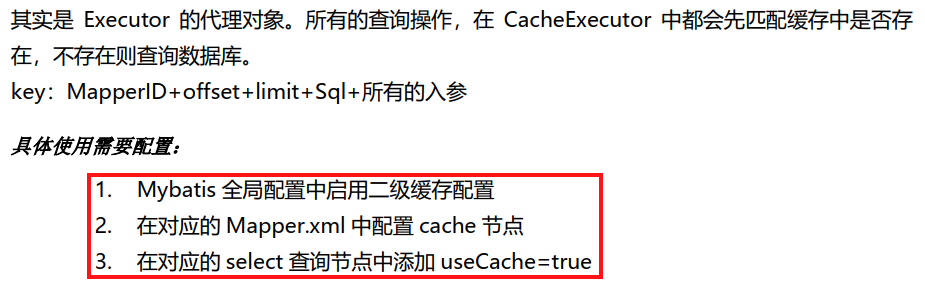 其实是 Executor 的代理对象。所有的查询操作，在 CacheExecutor 中都会先匹配缓存中是否存
在，不存在则查询数据库。
key：MapperID+offset+limit+Sql+所有的入参
具体使用需要配置：
1. Mybatis 全局配置中启用二级缓存配置
2. 在对应的 Mapper.xml 中配置 cache 节点
3. 在对应的 select 查询节点中添加 useCache=true